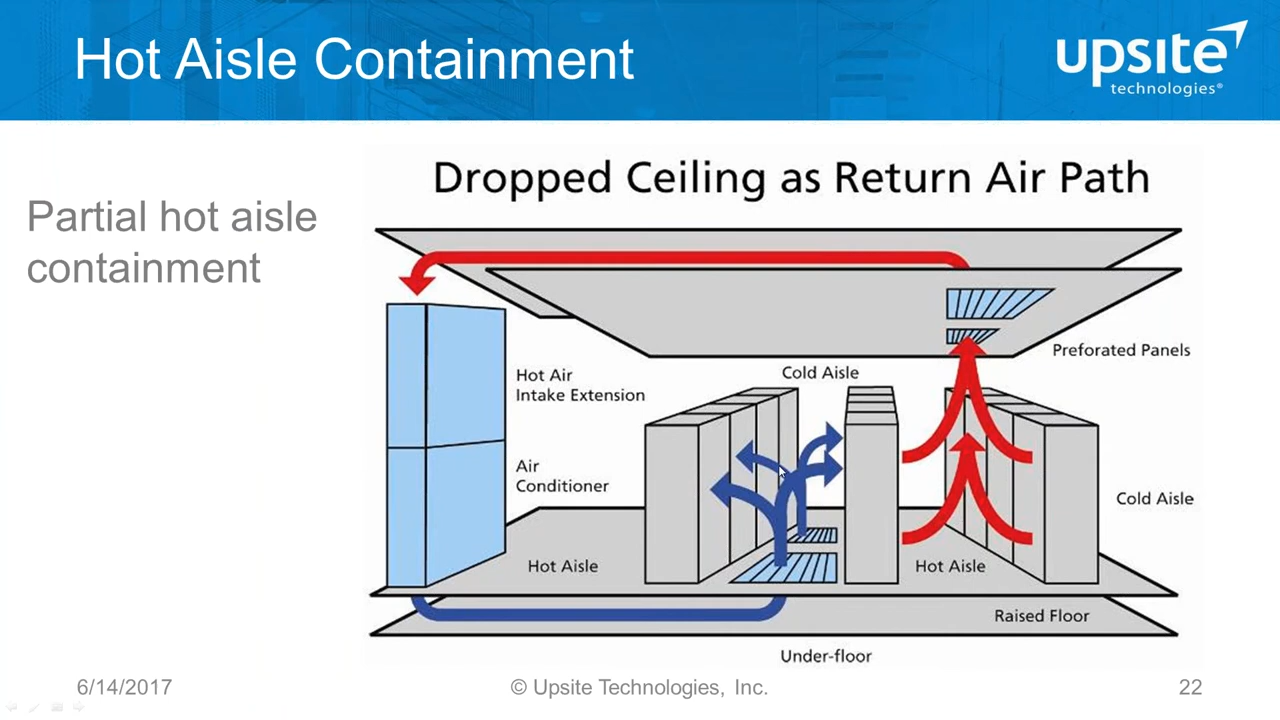 Hot Aisle Containment
upsite
technologies®
Partial hot aisle
containment
Dropped Ceiling as Return Air Path
Preforated Panels
Cold Aisle
Hot Air
Intake Extension
Air
Conditioner
Cold Aisle
Hot Aisle
Hot Aisle
Raised Floor
Under-floor
6/14/2017
© Upsite Technologies, Inc.
22